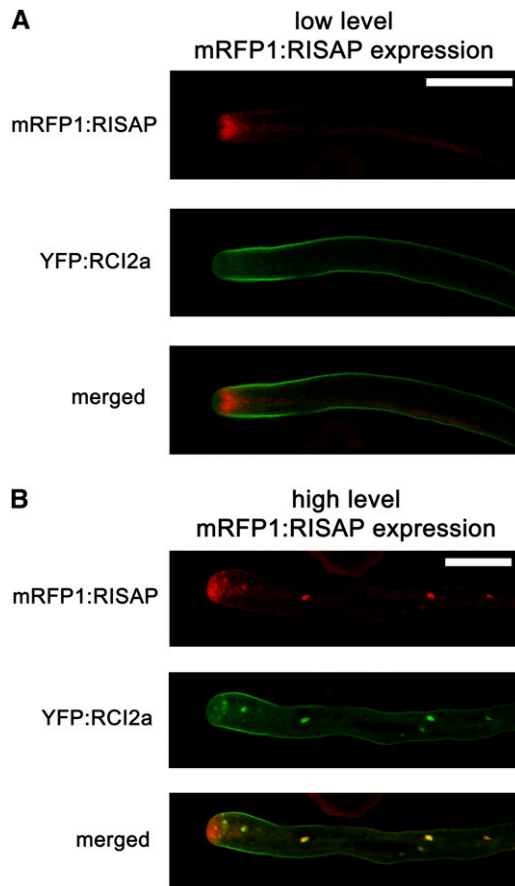 A
low level
mRFP1:RISAP expression
mRFP1:RISAP
YFP:RCI2a
merged
B
high level
mRFP1:RISAP expression
mRFP1:RISAP
YFP:RCI2a
merged